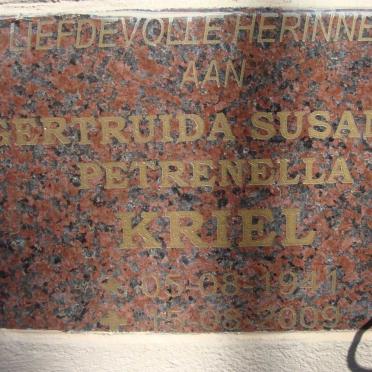 LIEFDEVOLLE HERINNE
AAN
GERTRUIDA SUSAN
PETRENELLA
KRIEL
* 05-08-1941
+ 15-08-2009